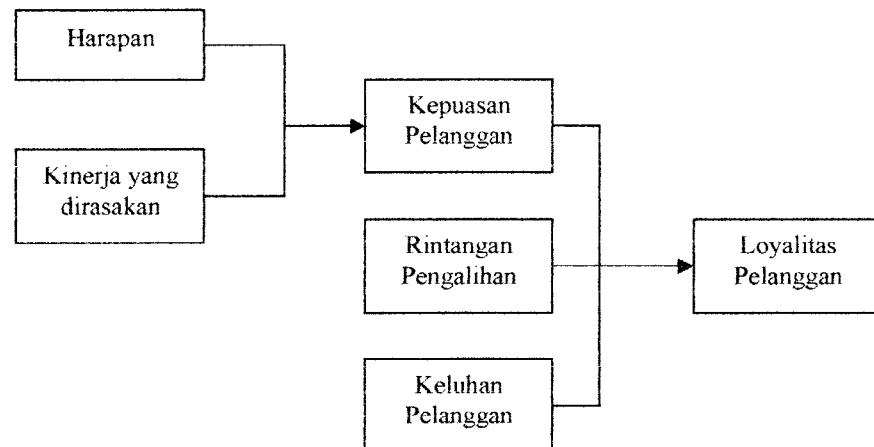 Harapan
Kinerja yang
dirasakan
Kepuasan
Pelanggan
Rintangan
Pengalihan
Keluhan
Pelanggan
Loyalitas
Pelanggan